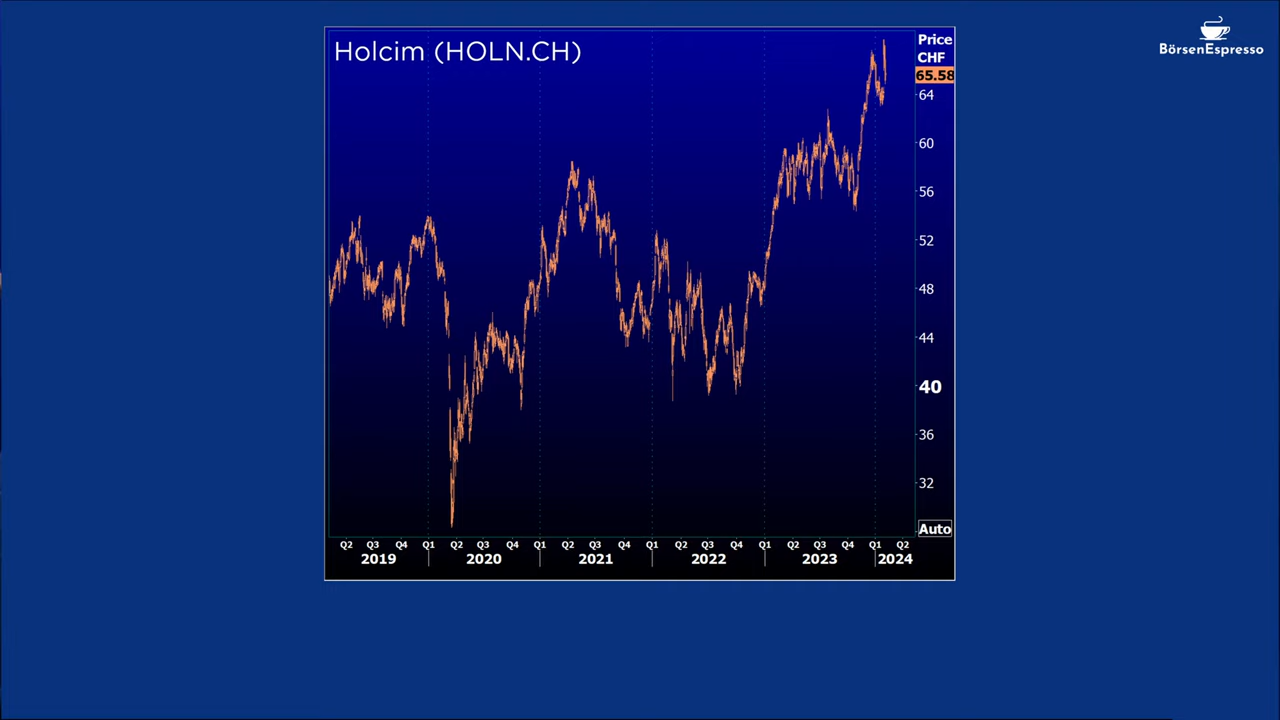 BörsenEspresso
Holcim (HOLN.CH)
Price
CHF
65.58
64
60
56
52
48
44
40
36
32
Auto
Q2 Q3 Q4 Q1 Q2 Q3 Q4 Q1 Q2 Q3 Q4 Q1 Q2 Q3 Q4 Q1 Q2 Q3 Q4 Q1 Q2
2019 2020 2021 2022 2023 2024